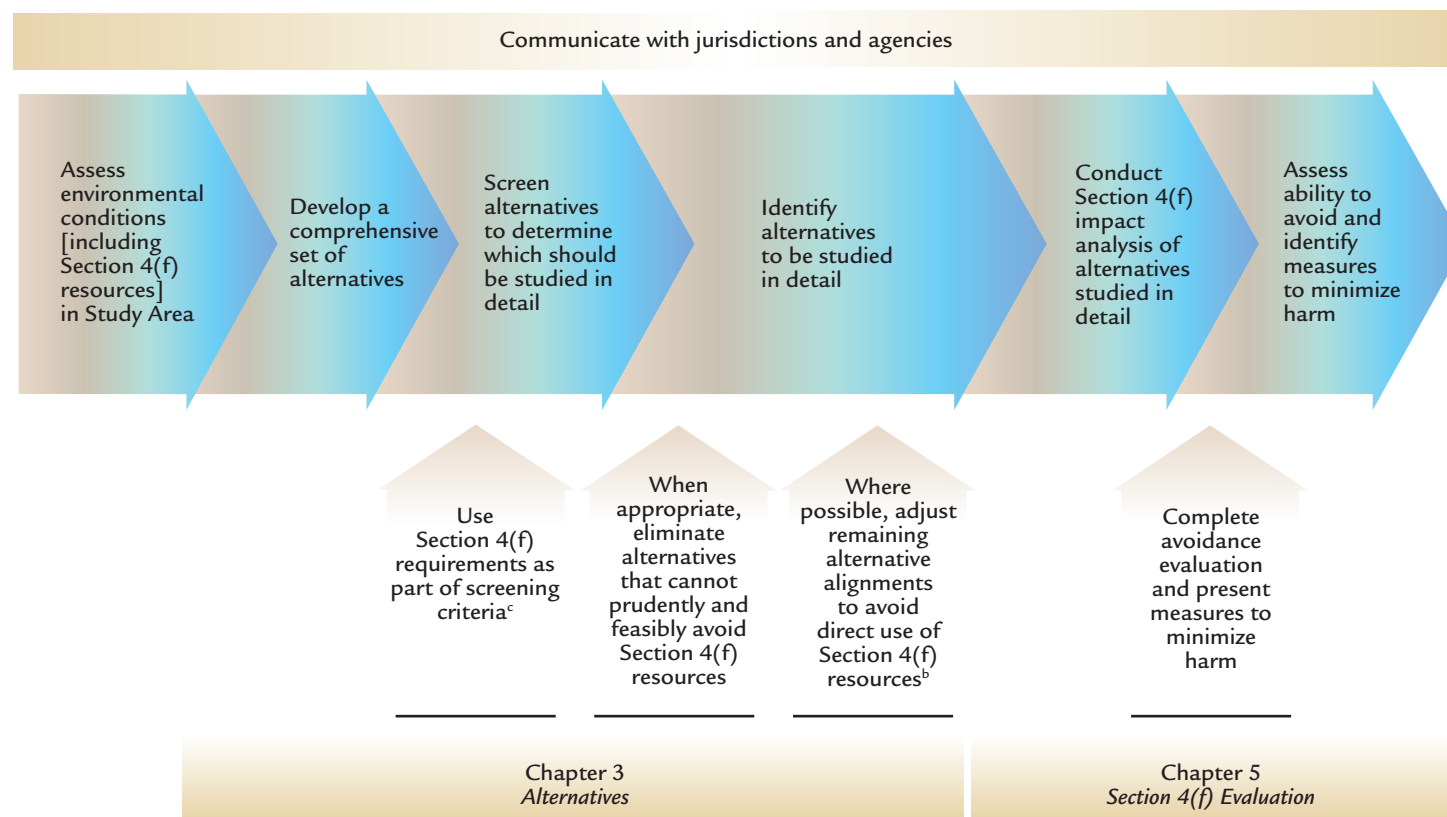 Communicate with jurisdictions and agencies
Assess
environmental
conditions
[including
Section 4(f)
resources]
in Study Area
Develop a
comprehensive
set of
alternatives
Screen
alternatives
to determine
which should
be studied in
detail
Identify
alternatives
to be studied
in detail
Conduct
Section 4(f)
impact
analysis of
alternatives
studied in
detail
Assess
ability to
avoid and
identify
measures
to minimize
harm
Use
Section 4(f)
requirements as
part of screening
criteriaᶜ
When
appropriate,
eliminate
alternatives
that cannot
prudently and
feasibly avoid
Section 4(f)
resources
Where
possible, adjust
remaining
alternative
alignments
to avoid
direct use of
Section 4(f)
resourcesᵇ
Complete
avoidance
evaluation
and present
measures to
minimize
harm
Chapter 3
Alternatives
Chapter 5
Section 4(f) Evaluation